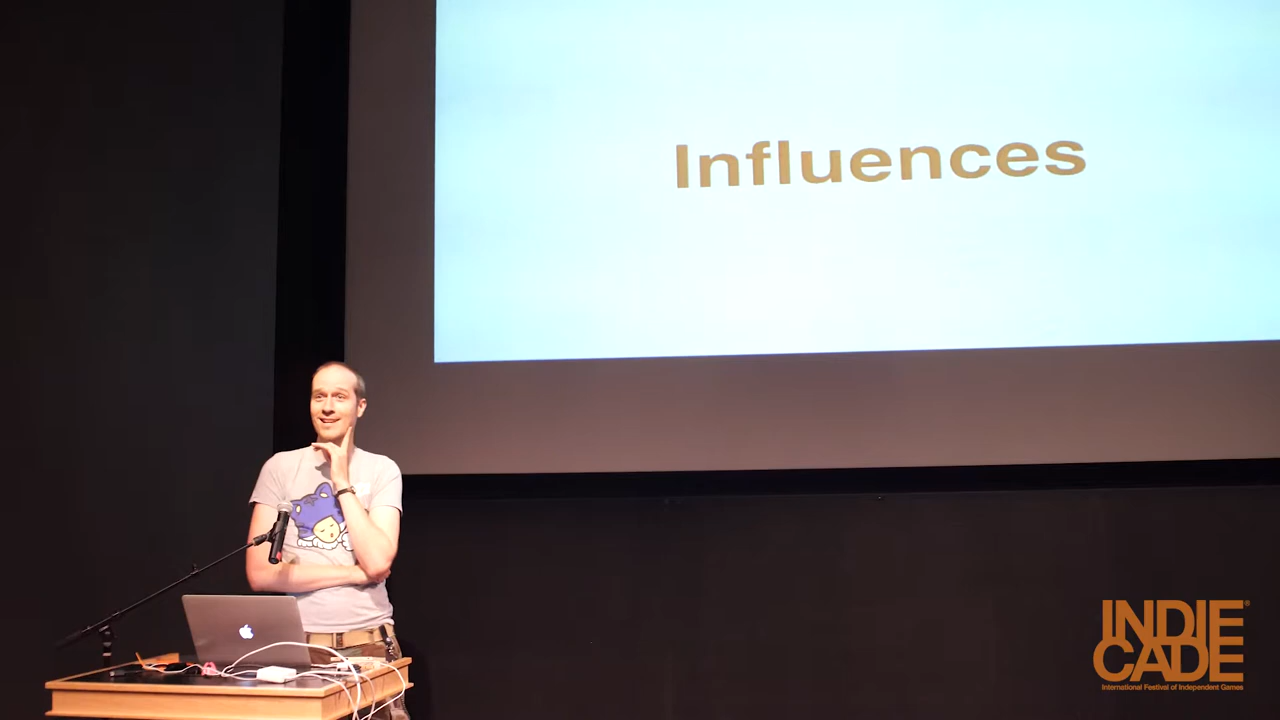 Influences
INDIE
CADE
International Festival of Independent Games